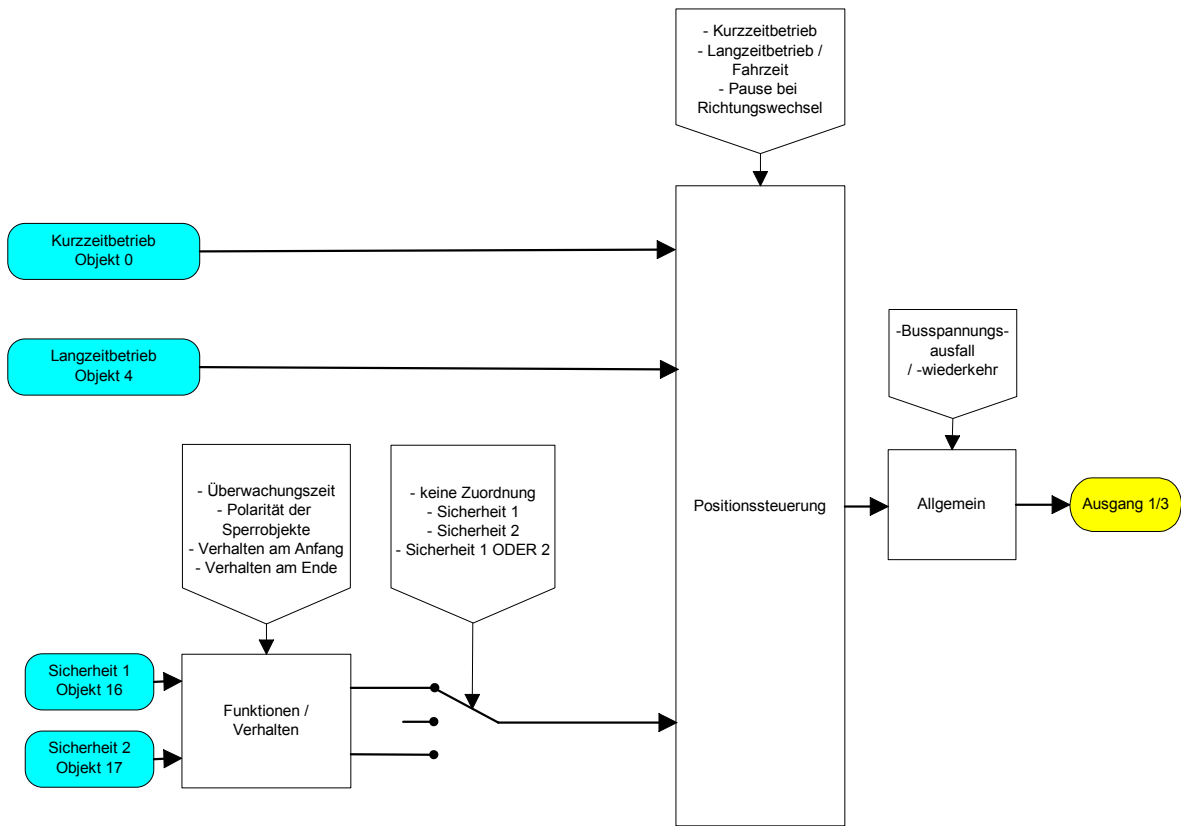 - Kurzzeitbetrieb
- Langzeitbetrieb /
Fahrzeit
- Pause bei
Richtungswechsel
Kurzzeitbetrieb
Objekt 0
Langzeitbetrieb
Objekt 4
-Busspannungs-
ausfall
/ -wiederkehr
- Überwachungszeit
- Polarität der
Sperrobjekte
- Verhalten am Anfang
- Verhalten am Ende
- keine Zuordnung
- Sicherheit 1
- Sicherheit 2
- Sicherheit 1 ODER 2
Positionssteuerung
Allgemein
Ausgang 1/3
Sicherheit 1
Objekt 16
Funktionen /
Verhalten
Sicherheit 2
Objekt 17